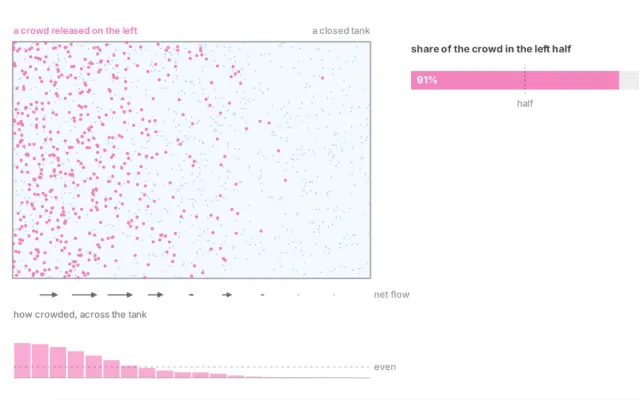 a crowd released on the left
a closed tank
share of the crowd in the left half
91%
half
net flow
how crowded, across the tank
even